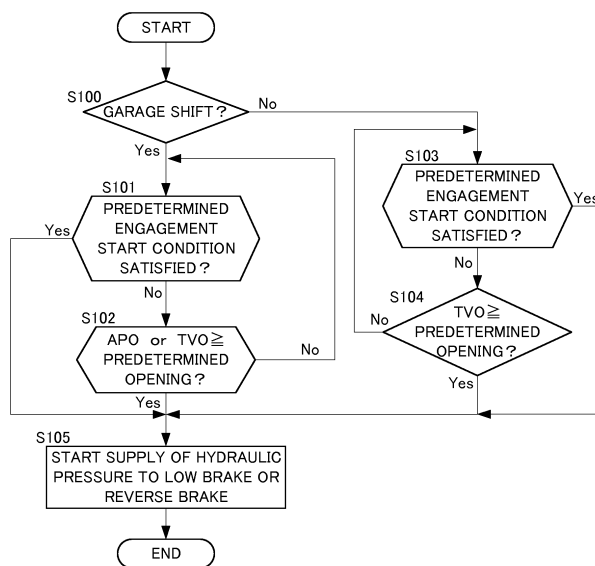 START
S100
GARAGE SHIFT?
No
Yes
S101
PREDETERMINED
ENGAGEMENT
START CONDITION
SATISFIED?
Yes
No
S102
APO or TVO≧
PREDETERMINED
OPENING?
No
Yes
S103
PREDETERMINED
ENGAGEMENT
START CONDITION
SATISFIED?
Yes
No
S104
TVO≧
PREDETERMINED
OPENING?
No
Yes
S105
START SUPPLY OF HYDRAULIC
PRESSURE TO LOW BRAKE OR
REVERSE BRAKE
END